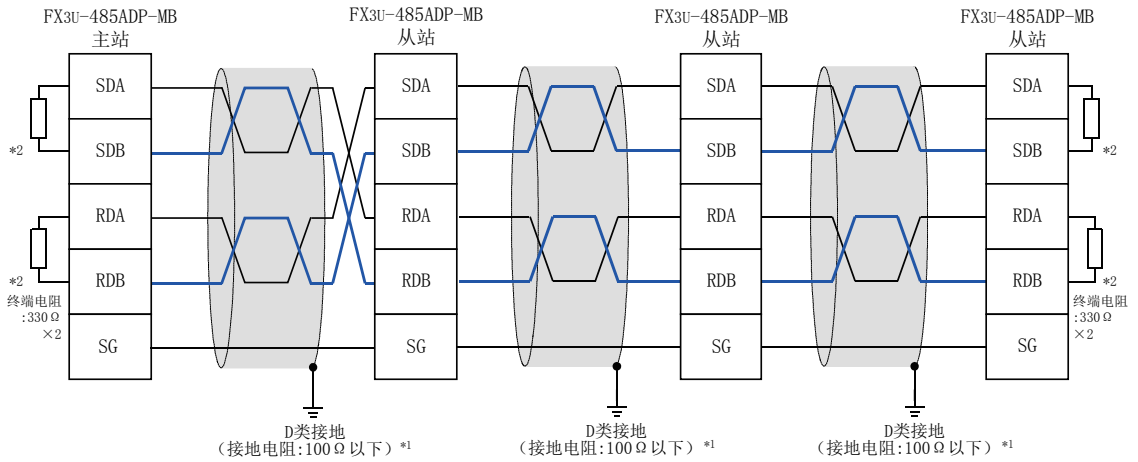 FX3U-485ADP-MB
主站
FX3U-485ADP-MB
从站
FX3U-485ADP-MB
从站
FX3U-485ADP-MB
从站
SDA
SDB
RDA
RDB
SG
SDA
SDB
RDA
RDB
SG
SDA
SDB
RDA
RDB
SG
SDA
SDB
RDA
RDB
SG
*2
*2
终端电阻
:330Ω
×2
*2
*2
终端电阻
:330Ω
×2
D类接地
（接地电阻:100Ω以下）*1
D类接地
（接地电阻:100Ω以下）*1
D类接地
（接地电阻:100Ω以下）*1